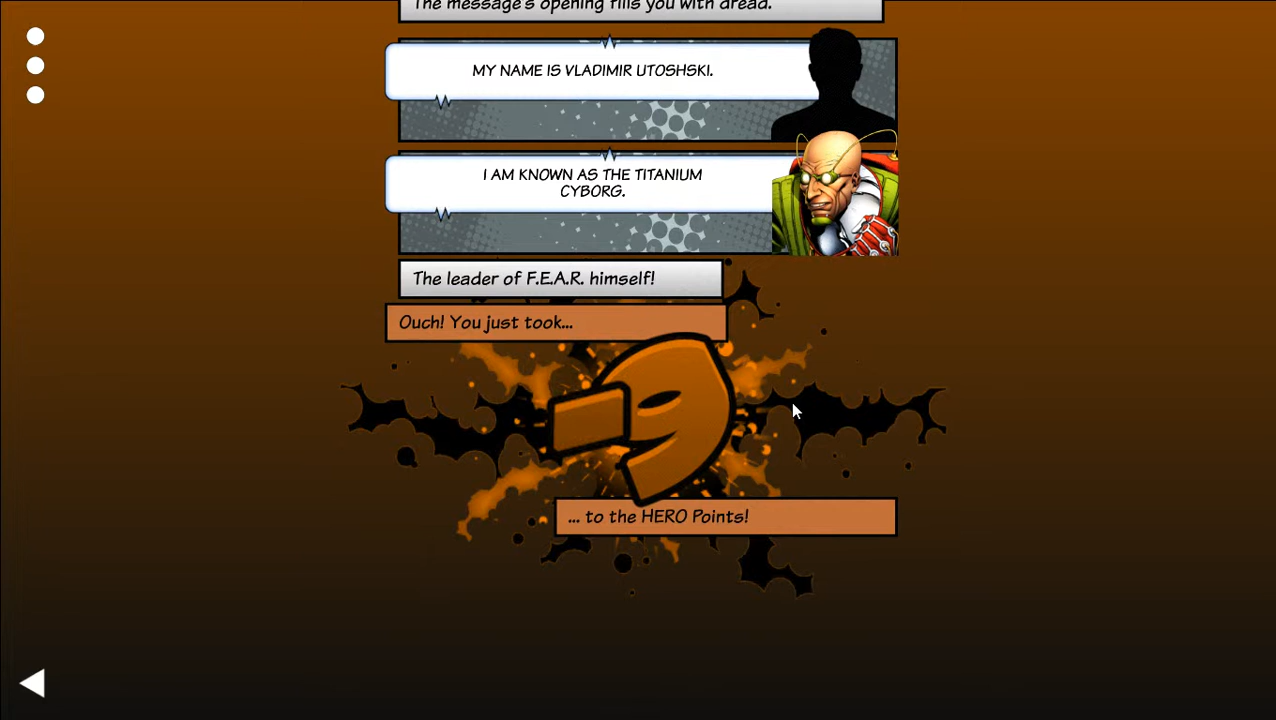 The message's opening fills you with dread.
MY NAME IS VLADIMIR UTOSHSKI.
I AM KNOWN AS THE TITANIUM
CYBORG.
The leader of F.E.A.R. himself!
Ouch! You just took...
-9
... to the HERO Points!